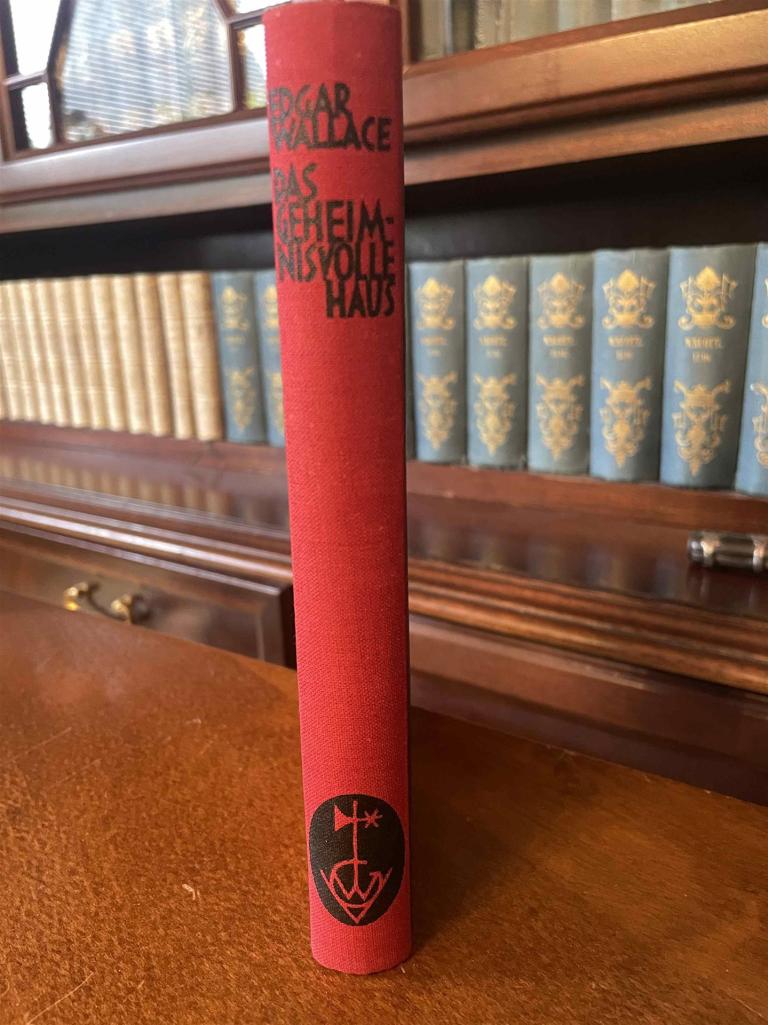 EDGAR
WALLACE
DAS
GEHEIM-
NISVOLLE
HAUS